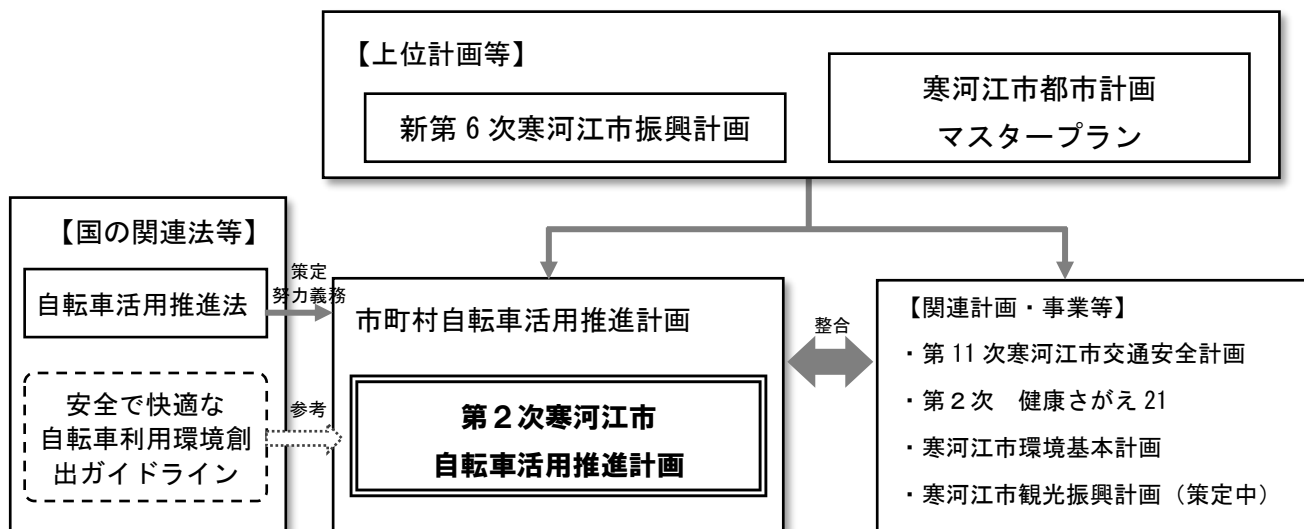 【上位計画等】
新第6次寒河江市振興計画
寒河江市都市計画
マスタープラン
【国の関連法等】
自転車活用推進法
策定
努力義務
安全で快適な
自転車利用環境創
出ガイドライン
参考
市町村自転車活用推進計画
第2次寒河江市
自転車活用推進計画
整合
【関連計画・事業等】
・第11次寒河江市交通安全計画
・第2次　健康さがえ21
・寒河江市環境基本計画
・寒河江市観光振興計画（策定中）